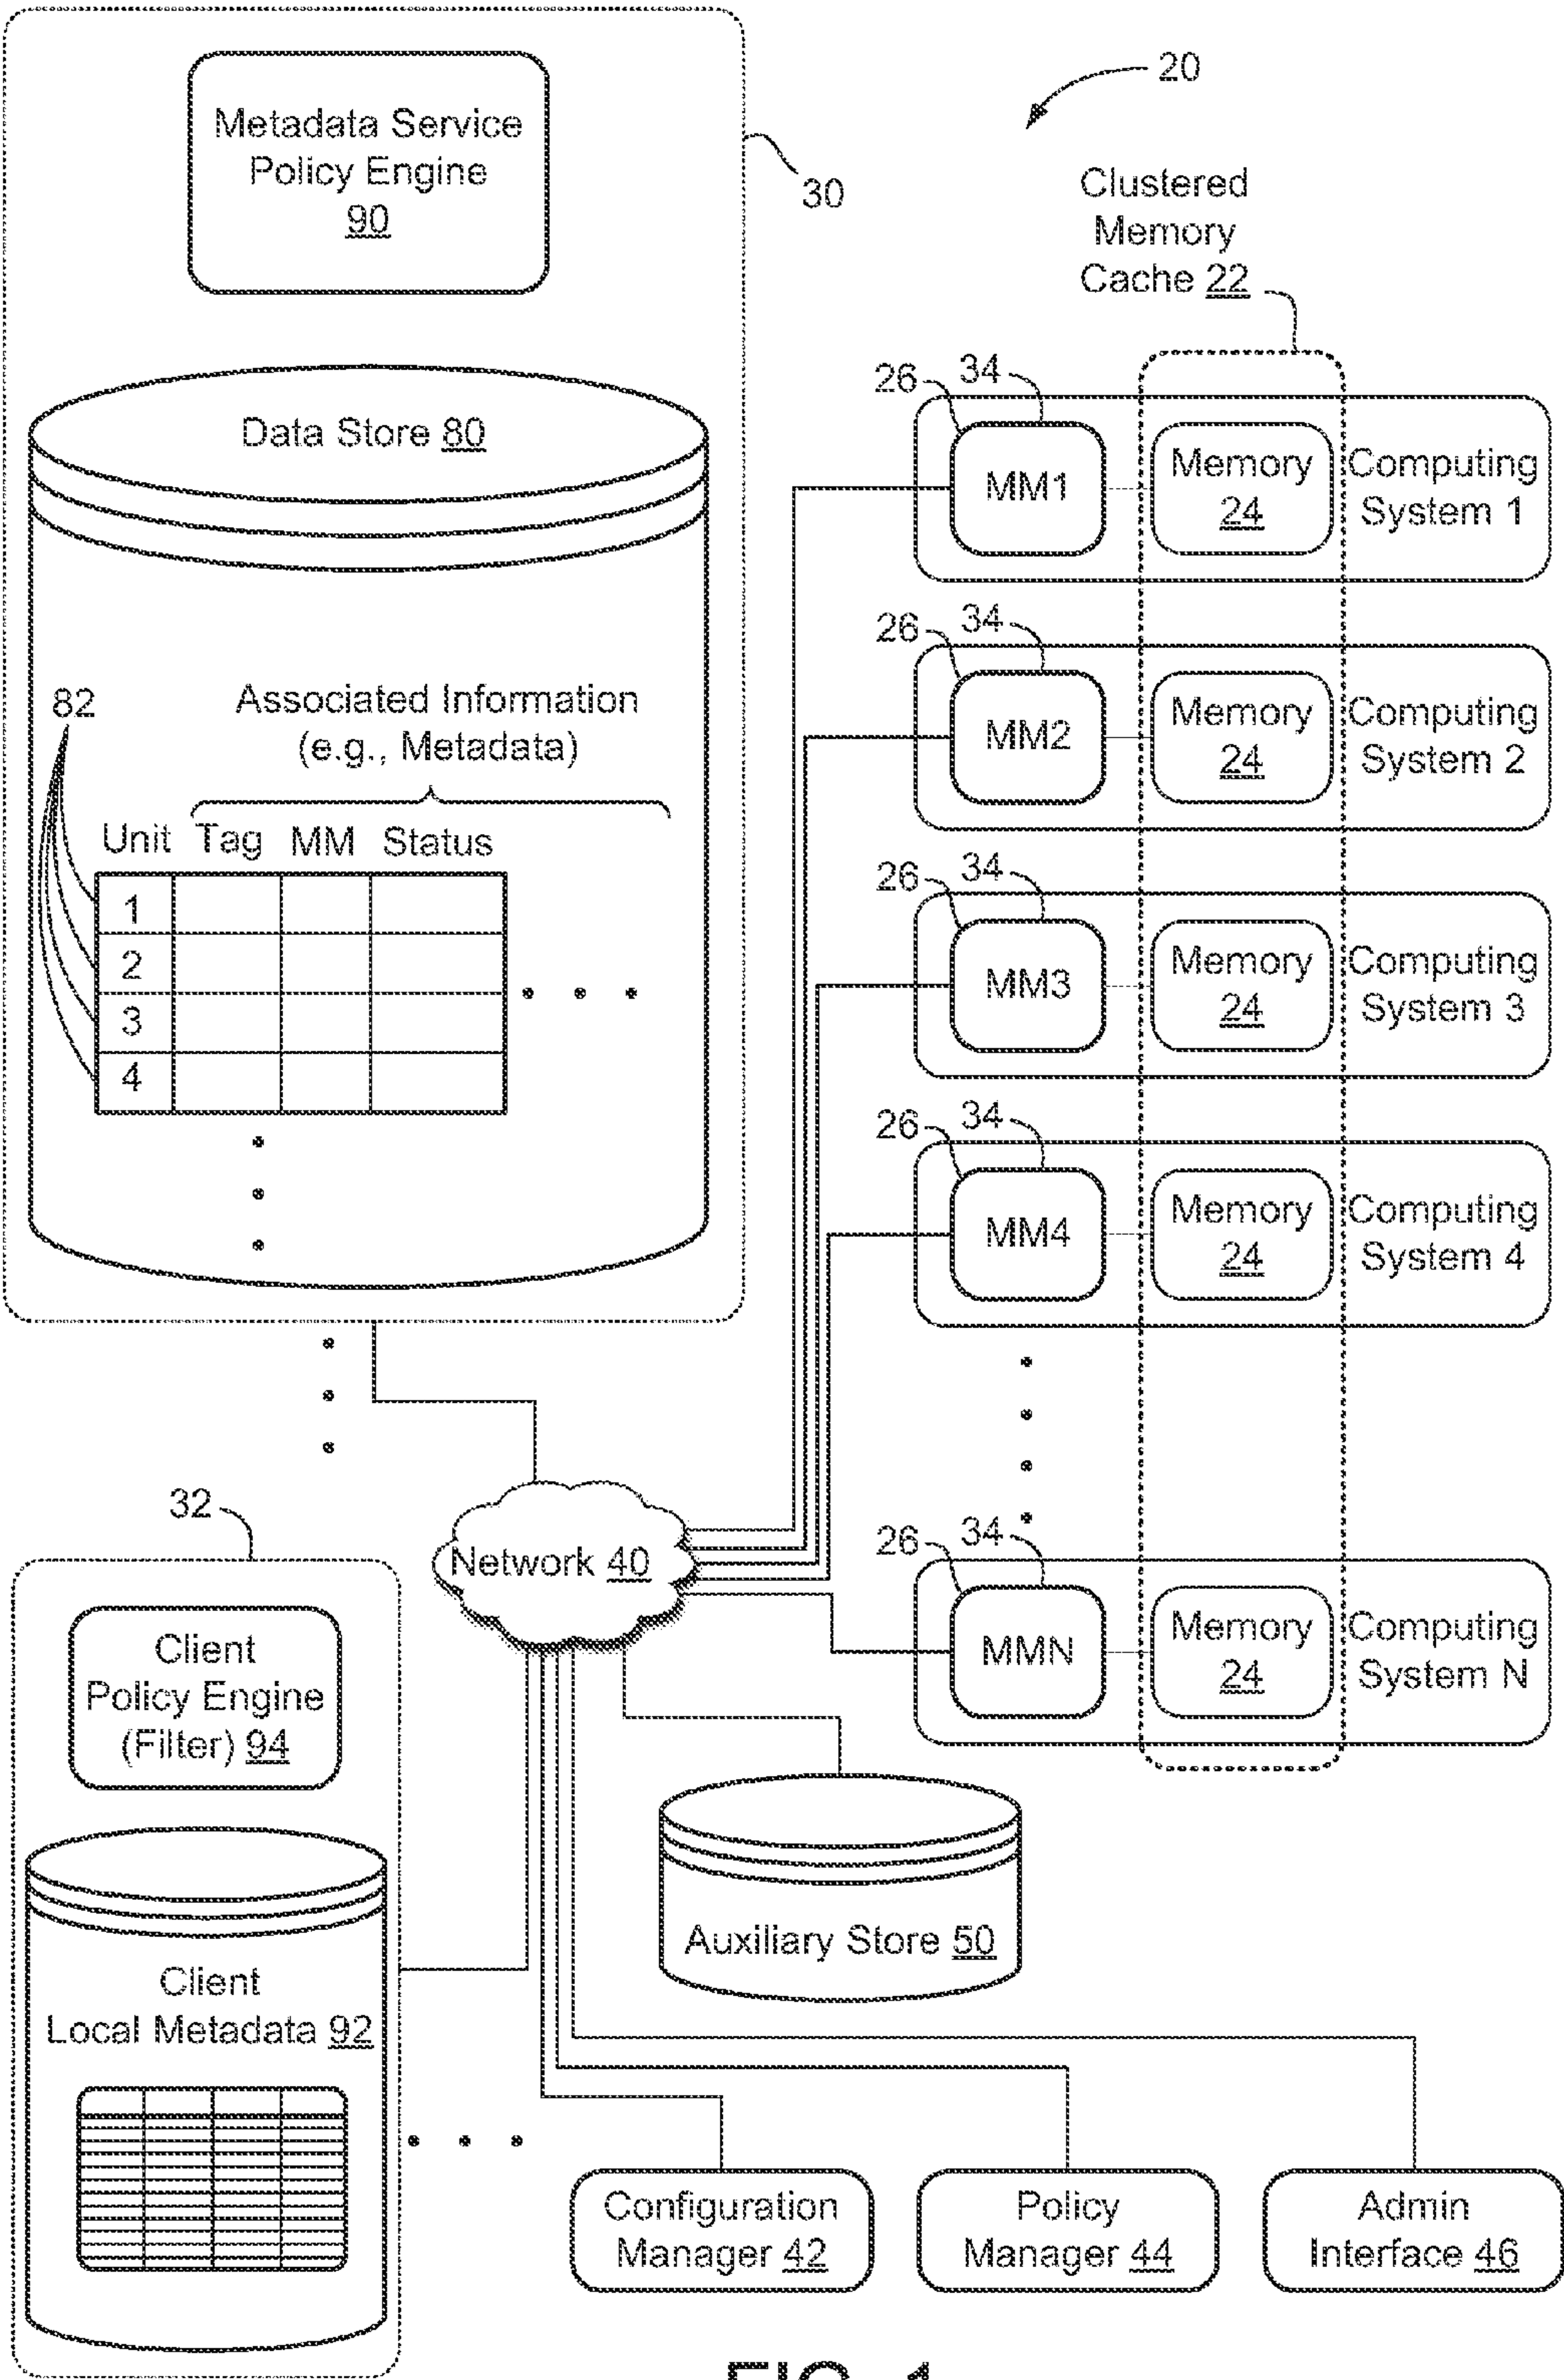 Metadata Service
Policy Engine
90
30
20
Clustered
Memory
Cache 22
Data Store 80
82
Associated Information
(e.g., Metadata)
Unit Tag MM Status
1
2
3
4
26
34
MM1
Memory
24
Computing
System 1
26
34
MM2
Memory
24
Computing
System 2
26
34
MM3
Memory
24
Computing
System 3
26
34
MM4
Memory
24
Computing
System 4
26
34
MMN
Memory
24
Computing
System N
Network 40
32
Client
Policy Engine
(Filter) 94
Client
Local Metadata 92
Auxiliary Store 50
Configuration
Manager 42
Policy
Manager 44
Admin
Interface 46
FIG. 1